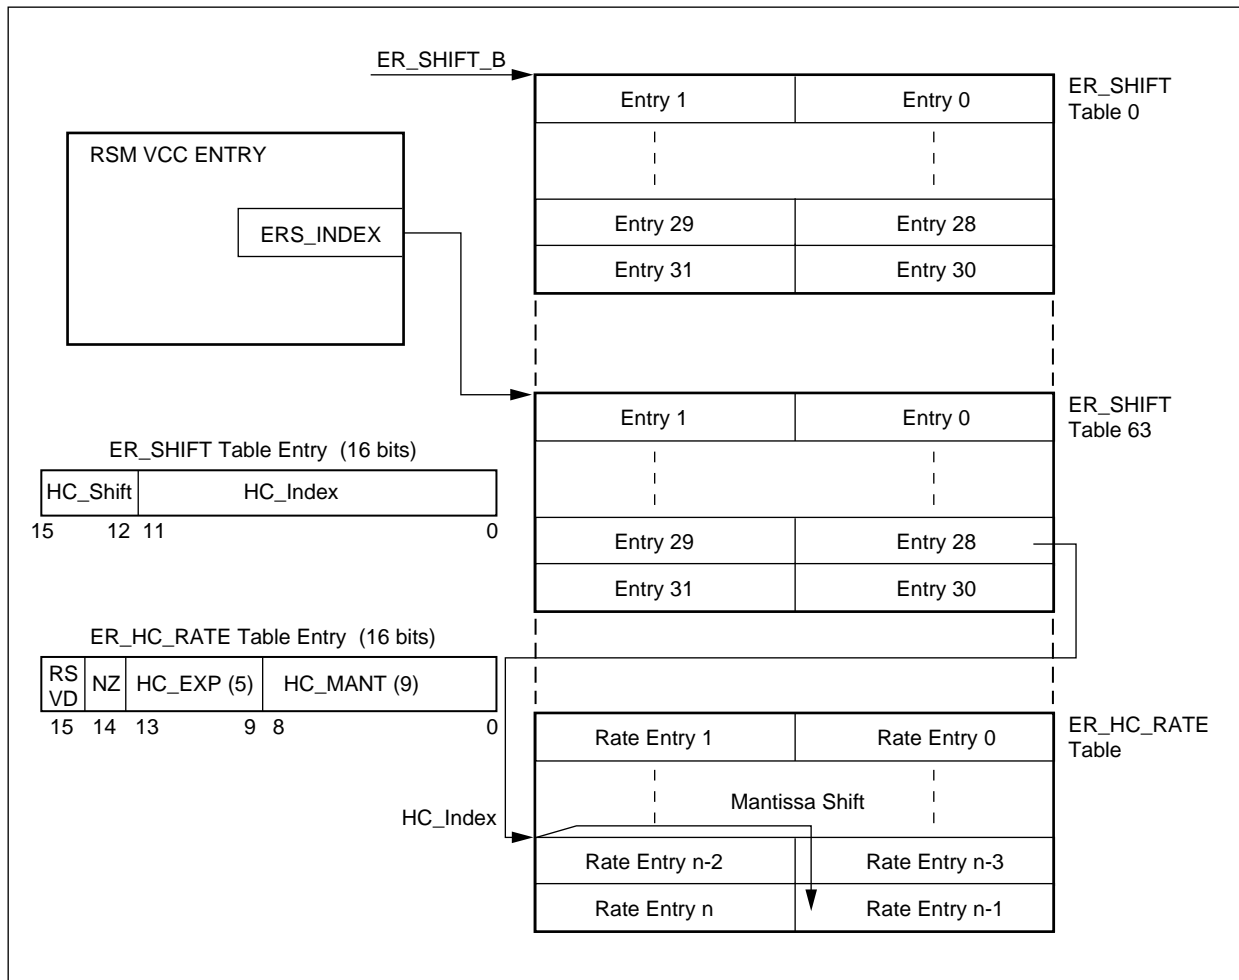 ER_SHIFT_B
Entry 1 Entry 0
ER_SHIFT
Table 0
RSM VCC ENTRY
ERS_INDEX
Entry 29 Entry 28
Entry 31 Entry 30
Entry 1 Entry 0
ER_SHIFT
Table 63
ER_SHIFT Table Entry (16 bits)
HC_Shift HC_Index
15 12 11 0
Entry 29 Entry 28
Entry 31 Entry 30
ER_HC_RATE Table Entry (16 bits)
RS
VD NZ HC_EXP (5) HC_MANT (9)
15 14 13 9 8 0
Rate Entry 1 Rate Entry 0
ER_HC_RATE
Table
Mantissa Shift
HC_Index
Rate Entry n-2 Rate Entry n-3
Rate Entry n Rate Entry n-1